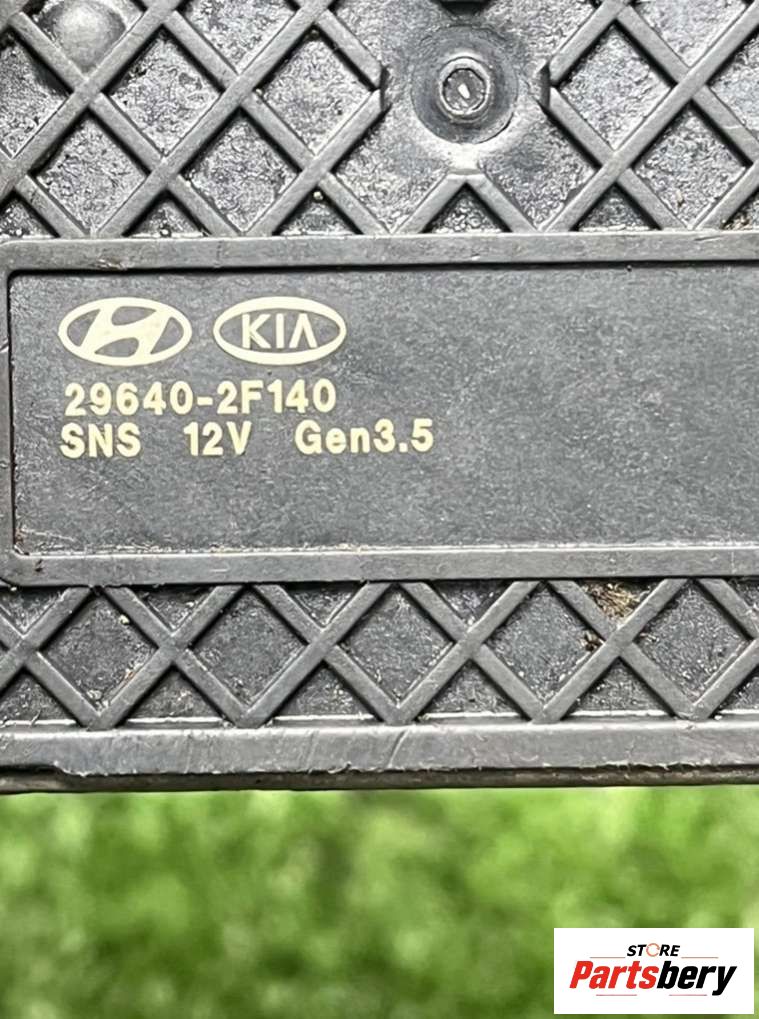 KIA
29640-2F140
SNS 12V Gen3.5
STORE
Partsbery